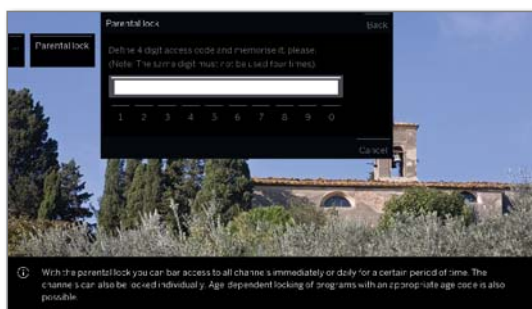 Parental lock
Back
... Parental lock
Define 4 digit access code and memorise it, please.
(Note: The same digit must not be used four times)
1 2 3 4 5 6 7 8 9 0
Cancel
With the parental lock you can bar access to all channels immediately or daily for a certain period of time. The
channels can also be locked individually. Age dependent locking of programs with an appropriate age code is also
possible.